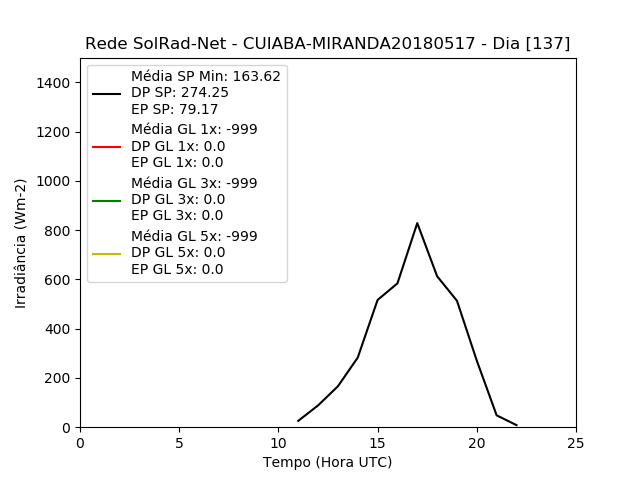 Rede SolRad-Net - CUIABA-MIRANDA20180517 - Dia [137]
Média SP Min: 163.62
DP SP: 274.25
EP SP: 79.17
Média GL 1x: -999
DP GL 1x: 0.0
EP GL 1x: 0.0
Média GL 3x: -999
DP GL 3x: 0.0
EP GL 3x: 0.0
Média GL 5x: -999
DP GL 5x: 0.0
EP GL 5x: 0.0
Irradiância (Wm-2)
1400
1200
1000
800
600
400
200
0
0 5 10 15 20 25
Tempo (Hora UTC)